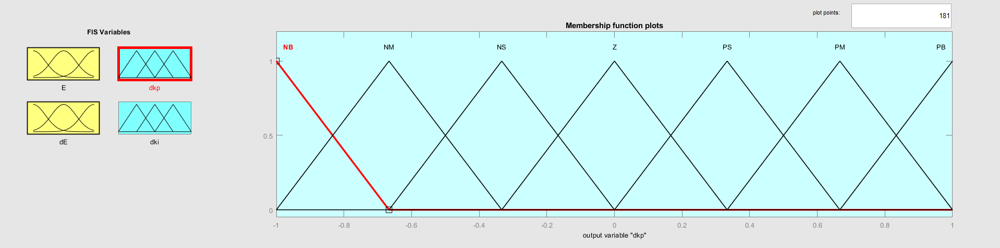 plot points:
181
FIS Variables
Membership function plots
NB NM NS Z PS PM PB
E
dkp
dE
dki
1
0.5
0
-1 -0.8 -0.6 -0.4 -0.2 0 0.2 0.4 0.6 0.8 1
output variable "dkp"